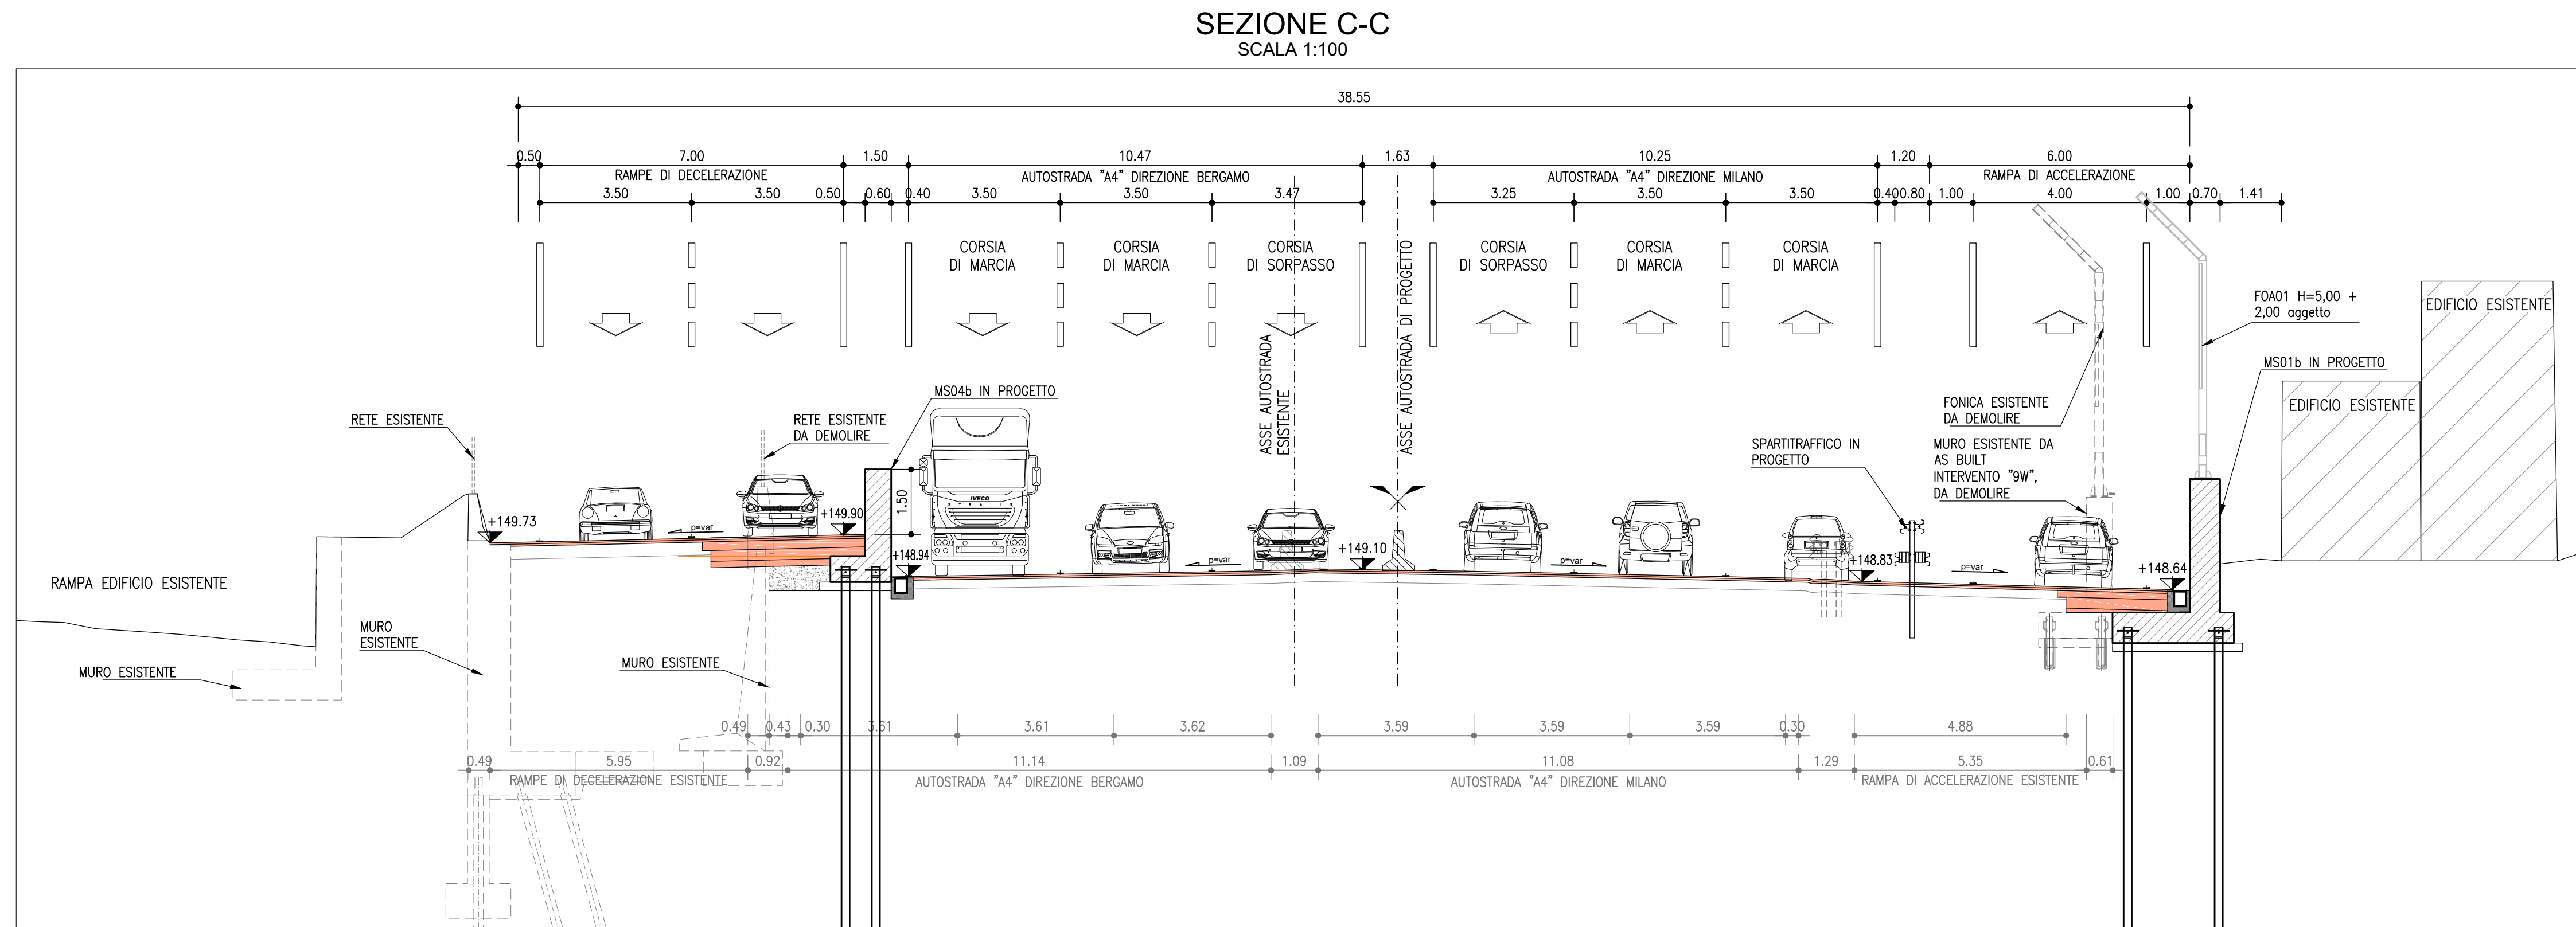 SEZIONE C-C
SCALA 1:100
38.55
0.50 7.00 1.50 10.47 1.63 10.25 1.20 6.00
RAMPE DI DECELERAZIONE AUTOSTRADA "A4" DIREZIONE BERGAMO AUTOSTRADA "A4" DIREZIONE MILANO RAMPA DI ACCELERAZIONE
3.50 3.50 0.50 0.60 0.40 3.50 3.50 3.47 3.25 3.50 3.50 0.40 0.80 1.00 4.00 1.00 0.70 1.41
CORSIA
DI MARCIA
CORSIA
DI MARCIA
CORSIA
DI SORPASSO
ASSE AUTOSTRADA DI PROGETTO
CORSIA
DI SORPASSO
CORSIA
DI MARCIA
CORSIA
DI MARCIA
ASSE AUTOSTRADA
ESISTENTE
FOA01 H=5,00 +
2,00 aggetto
EDIFICIO ESISTENTE
MS01b IN PROGETTO
EDIFICIO ESISTENTE
MS04b IN PROGETTO
RETE ESISTENTE
RETE ESISTENTE
DA DEMOLIRE
FONICA ESISTENTE
DA DEMOLIRE
SPARTITRAFFICO IN
PROGETTO
MURO ESISTENTE DA
AS BUILT
INTERVENTO "9W",
DA DEMOLIRE
1.50
IVECO
STRALIS
+149.73
p=var
+149.90
+148.94
p=var
+149.10
p=var
+148.83
p=var
+148.64
RAMPA EDIFICIO ESISTENTE
MURO
ESISTENTE
MURO ESISTENTE
MURO ESISTENTE
0.49 0.43 0.30 3.61 3.61 3.62 3.59 3.59 3.59 0.30 4.88
0.49 5.95 0.92 11.14 1.09 11.08 1.29 5.35 0.61
RAMPE DI DECELERAZIONE ESISTENTE AUTOSTRADA "A4" DIREZIONE BERGAMO AUTOSTRADA "A4" DIREZIONE MILANO RAMPA DI ACCELERAZIONE ESISTENTE